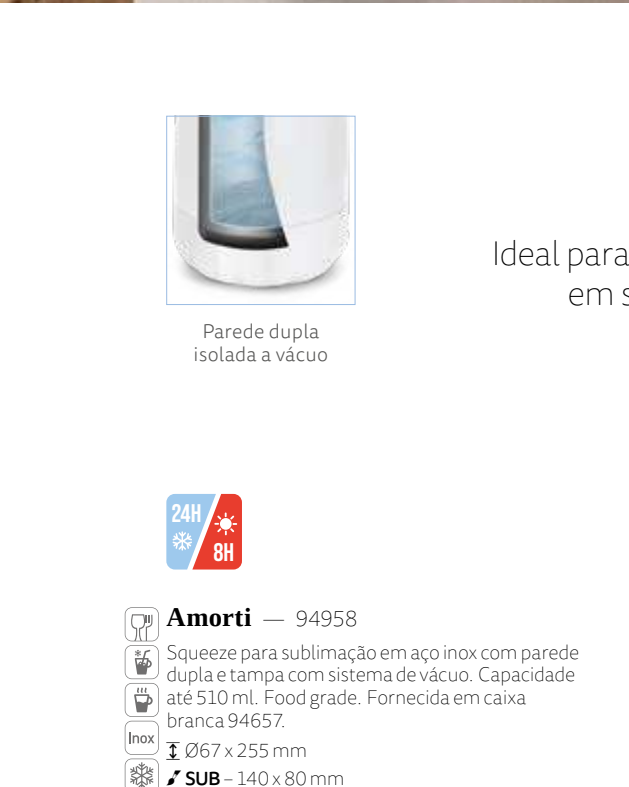 Ideal para
em s
Parede dupla
isolada a vácuo
24H
8H
Amorti — 94958
Squeeze para sublimação em aço inox com parede
dupla e tampa com sistema de vácuo. Capacidade
até 510 ml. Food grade. Fornecida em caixa
branca 94657.
Inox
Ø67 x 255 mm
SUB – 140 x 80 mm